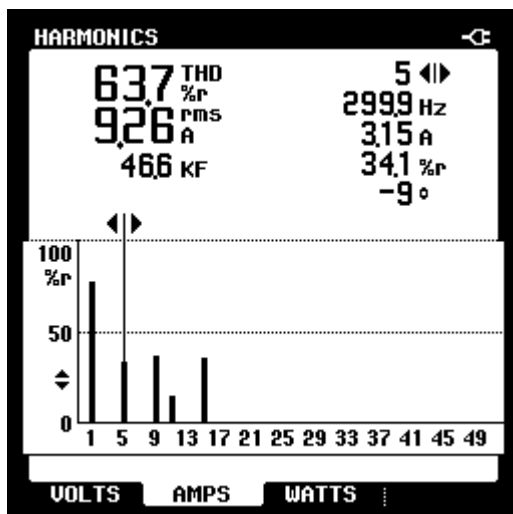 HARMONICS
63.7 THD %r
9.26 rms A
46.6 KF
5
299.9 Hz
3.15 A
34.1 %r
-9 °
100
%r
50
0
1 5 9 13 17 21 25 29 33 37 41 45 49
VOLTS AMPS WATTS